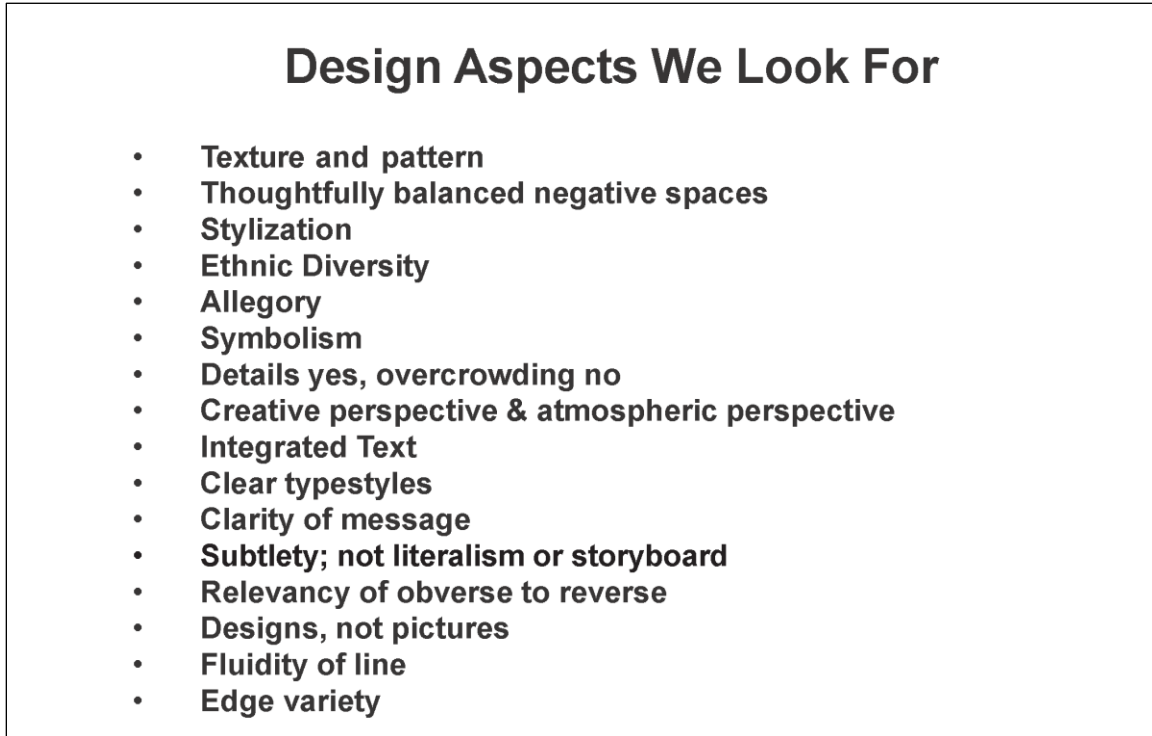 Design Aspects We Look For
• Texture and pattern
• Thoughtfully balanced negative spaces
• Stylization
• Ethnic Diversity
• Allegory
• Symbolism
• Details yes, overcrowding no
• Creative perspective & atmospheric perspective
• Integrated Text
• Clear typestyles
• Clarity of message
• Subtlety; not literalism or storyboard
• Relevancy of obverse to reverse
• Designs, not pictures
• Fluidity of line
• Edge variety